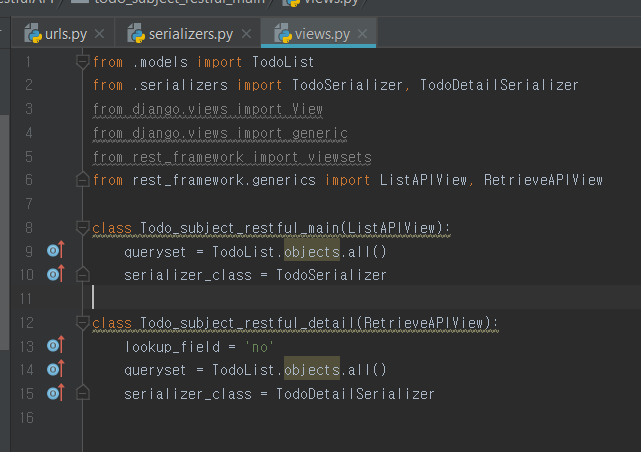 todo_subject_restful_main views.py
urls.py serializers.py views.py
1 from .models import TodoList
2 from .serializers import TodoSerializer, TodoDetailSerializer
3 from django.views import View
4 from django.views import generic
5 from rest_framework import viewsets
6 from rest_framework.generics import ListAPIView, RetrieveAPIView
7
8 class Todo_subject_restful_main(ListAPIView):
9 queryset = TodoList.objects.all()
10 serializer_class = TodoSerializer
11
12 class Todo_subject_restful_detail(RetrieveAPIView):
13 lookup_field = 'no'
14 queryset = TodoList.objects.all()
15 serializer_class = TodoDetailSerializer
16